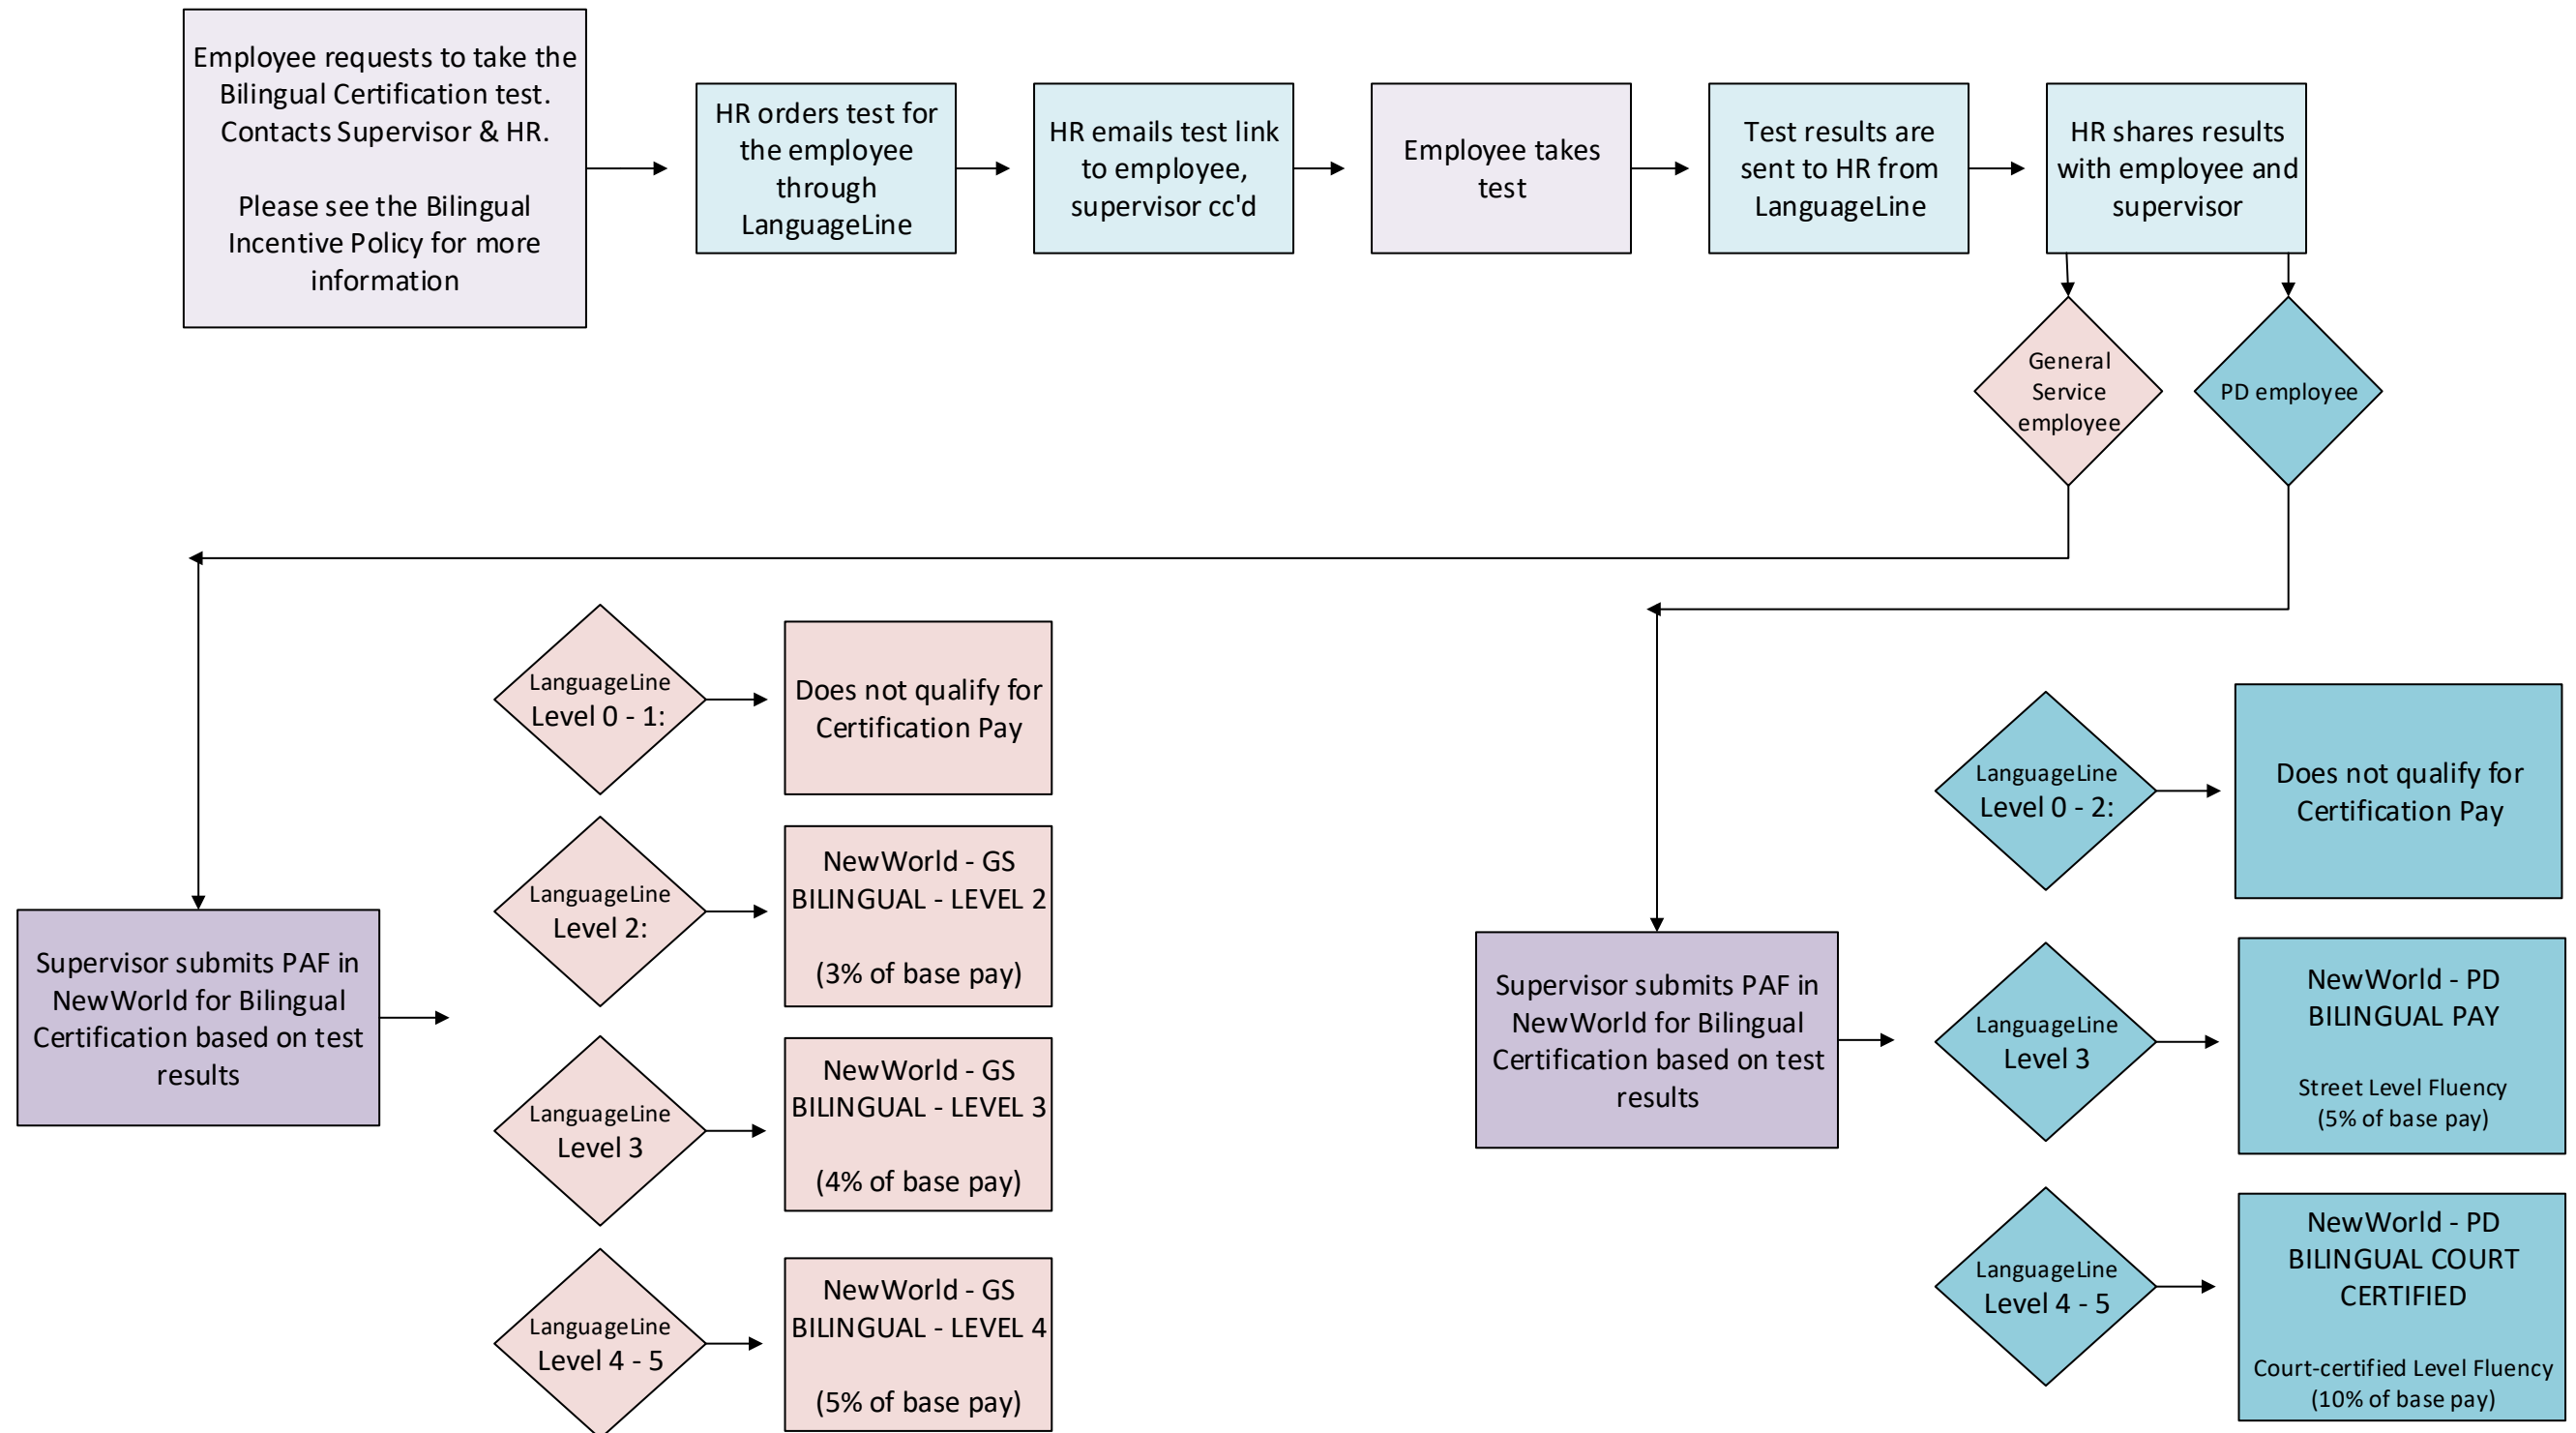 Employee requests to take the
Bilingual Certification test.
Contacts Supervisor & HR.
Please see the Bilingual
Incentive Policy for more
information
HR orders test for
the employee
through
LanguageLine
HR emails test link
to employee,
supervisor cc'd
Employee takes
test
Test results are
sent to HR from
LanguageLine
HR shares results
with employee and
supervisor
General
Service
employee
PD employee
Supervisor submits PAF in
NewWorld for Bilingual
Certification based on test
results
LanguageLine
Level 0 - 1:
Does not qualify for
Certification Pay
LanguageLine
Level 2:
NewWorld - GS
BILINGUAL - LEVEL 2
(3% of base pay)
LanguageLine
Level 3
NewWorld - GS
BILINGUAL - LEVEL 3
(4% of base pay)
LanguageLine
Level 4 - 5
NewWorld - GS
BILINGUAL - LEVEL 4
(5% of base pay)
Supervisor submits PAF in
NewWorld for Bilingual
Certification based on test
results
LanguageLine
Level 0 - 2:
Does not qualify for
Certification Pay
LanguageLine
Level 3
NewWorld - PD
BILINGUAL PAY
Street Level Fluency
(5% of base pay)
LanguageLine
Level 4 - 5
NewWorld - PD
BILINGUAL COURT
CERTIFIED
Court-certified Level Fluency
(10% of base pay)